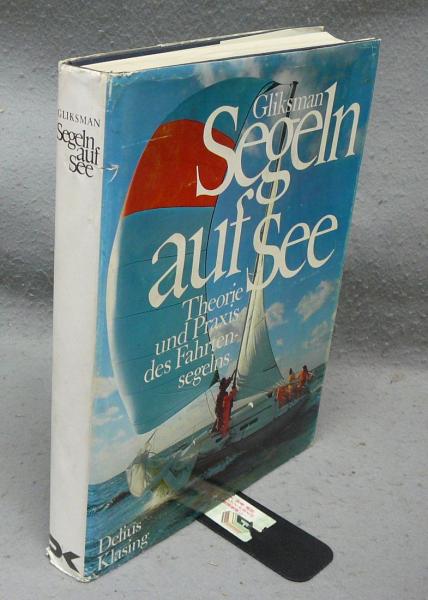 GLIKSMAN
Segeln
auf
See
Gliksman
Segeln
auf See
Theorie
und Praxis
des Fahrten-
segelns
Delius
Klasing